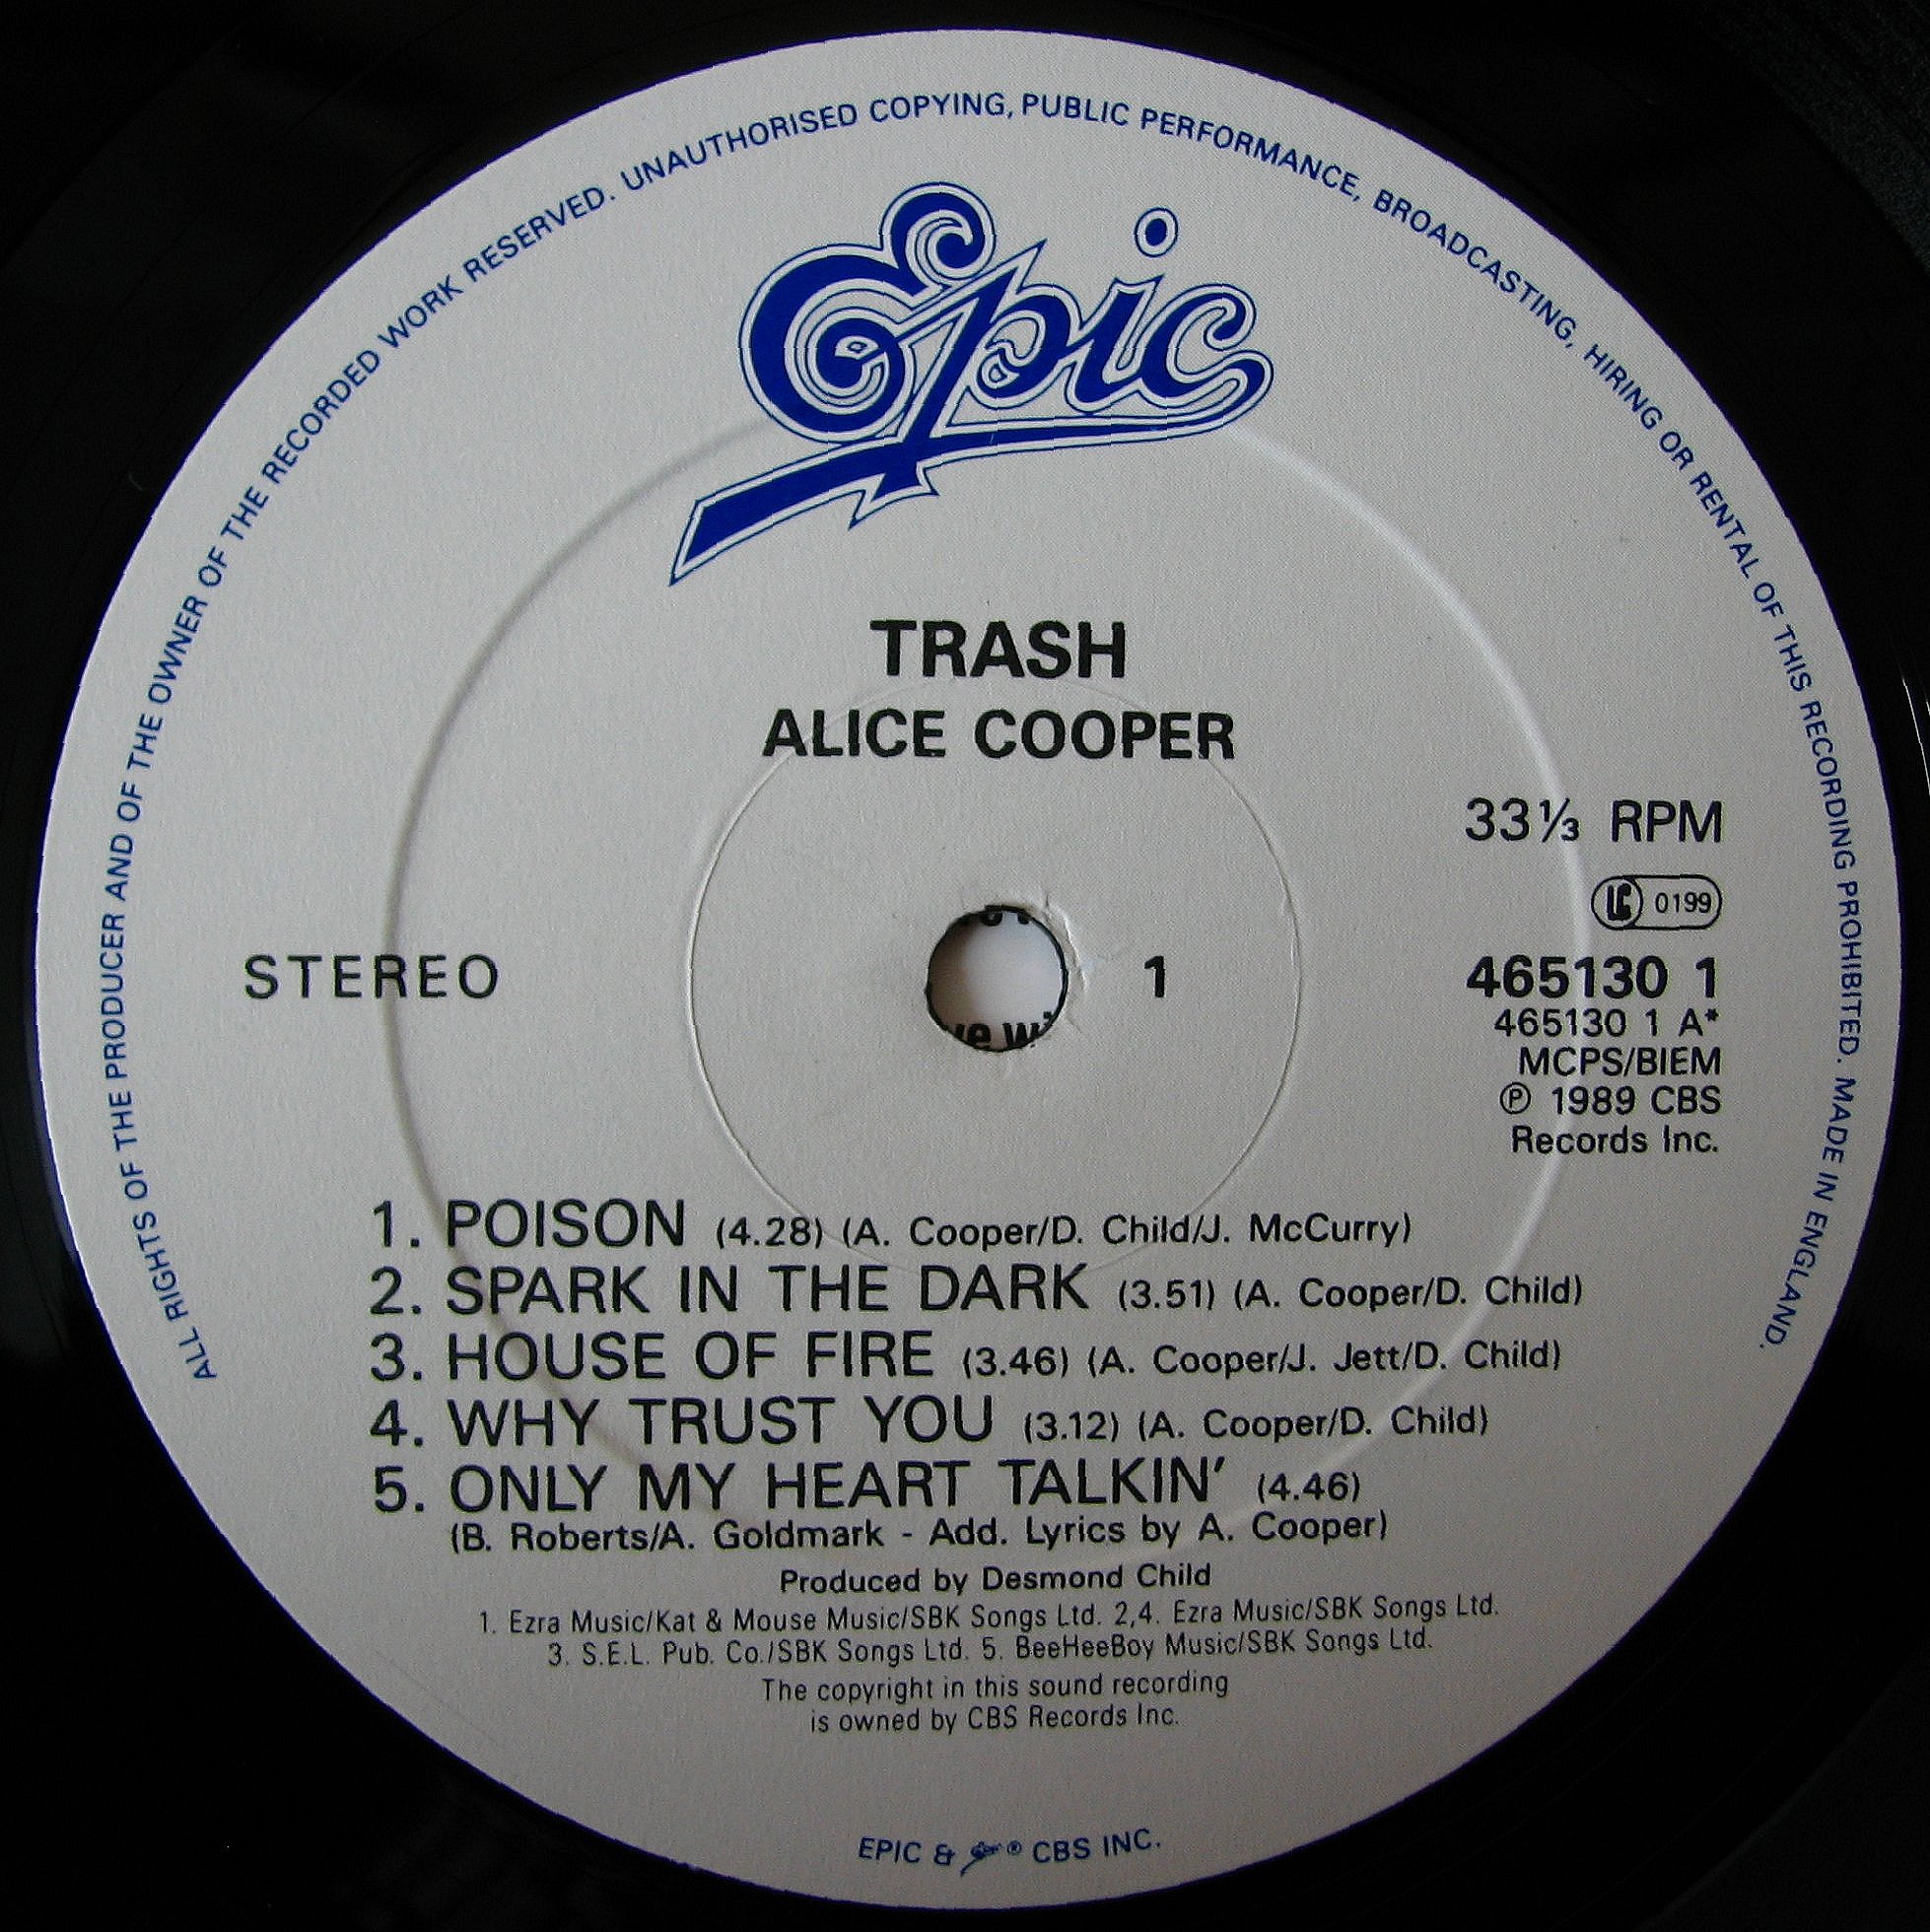 ALL RIGHTS OF THE PRODUCER AND OF THE OWNER OF THE RECORDED WORK RESERVED. UNAUTHORISED COPYING, PUBLIC PERFORMANCE, BROADCASTING, HIRING OR RENTAL OF THIS RECORDING PROHIBITED. MADE IN ENGLAND.
Epic
TRASH
ALICE COOPER
33⅓ RPM
LC 0199
STEREO
1
465130 1
465130 1 A*
MCPS/BIEM
℗ 1989 CBS
Records Inc.
1. POISON (4.28) (A. Cooper/D. Child/J. McCurry)
2. SPARK IN THE DARK (3.51) (A. Cooper/D. Child)
3. HOUSE OF FIRE (3.46) (A. Cooper/J. Jett/D. Child)
4. WHY TRUST YOU (3.12) (A. Cooper/D. Child)
5. ONLY MY HEART TALKIN' (4.46)
(B. Roberts/A. Goldmark - Add. Lyrics by A. Cooper)
Produced by Desmond Child
1. Ezra Music/Kat & Mouse Music/SBK Songs Ltd. 2,4. Ezra Music/SBK Songs Ltd.
3. S.E.L. Pub. Co./SBK Songs Ltd. 5. BeeHeeBoy Music/SBK Songs Ltd.
The copyright in this sound recording
is owned by CBS Records Inc.
EPIC & Epic® CBS INC.